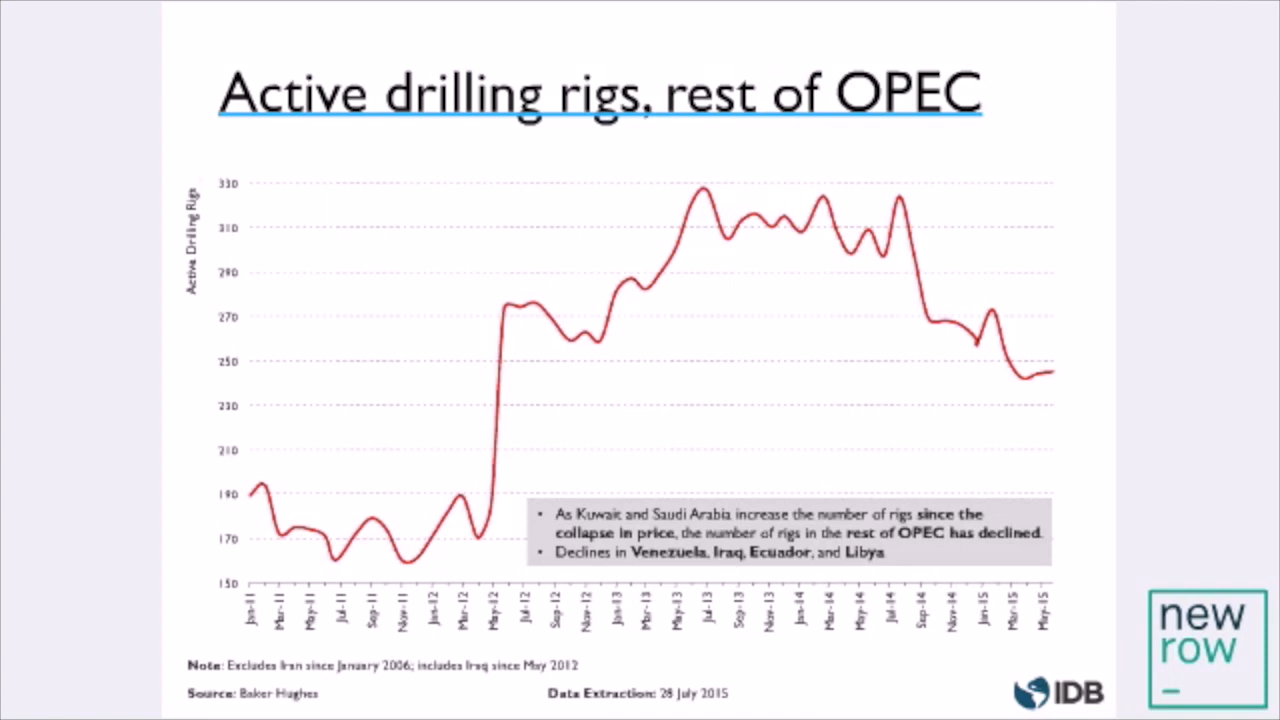 Active drilling rigs, rest of OPEC
Active Drilling Rigs
330
310
290
270
250
230
210
190
170
150
Jan-11
Mar-11
May-11
Jul-11
Sep-11
Nov-11
Jan-12
Mar-12
May-12
Jul-12
Sep-12
Nov-12
Jan-13
Mar-13
May-13
Jul-13
Sep-13
Nov-13
Jan-14
Mar-14
May-14
Jul-14
Sep-14
Nov-14
Jan-15
Mar-15
May-15
• As Kuwait and Saudi Arabia increase the number of rigs since the
collapse in price, the number of rigs in the rest of OPEC has declined.
• Declines in Venezuela, Iraq, Ecuador, and Libya
Note: Excludes Iran since January 2006; includes Iraq since May 2012
Source: Baker Hughes
Data Extraction: 28 July 2015
IDB
new
row